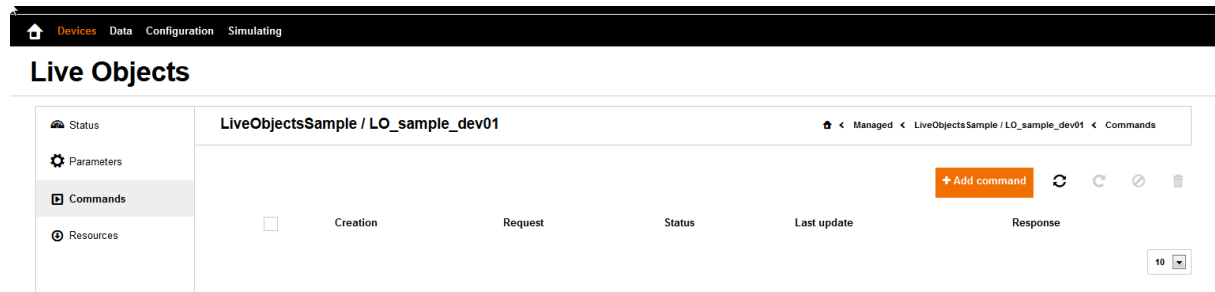 Devices Data Configuration Simulating
Live Objects
Status
Parameters
Commands
Resources
LiveObjectsSample / LO_sample_dev01
Managed < LiveObjectsSample / LO_sample_dev01 < Commands
+ Add command
Creation Request Status Last update Response
10